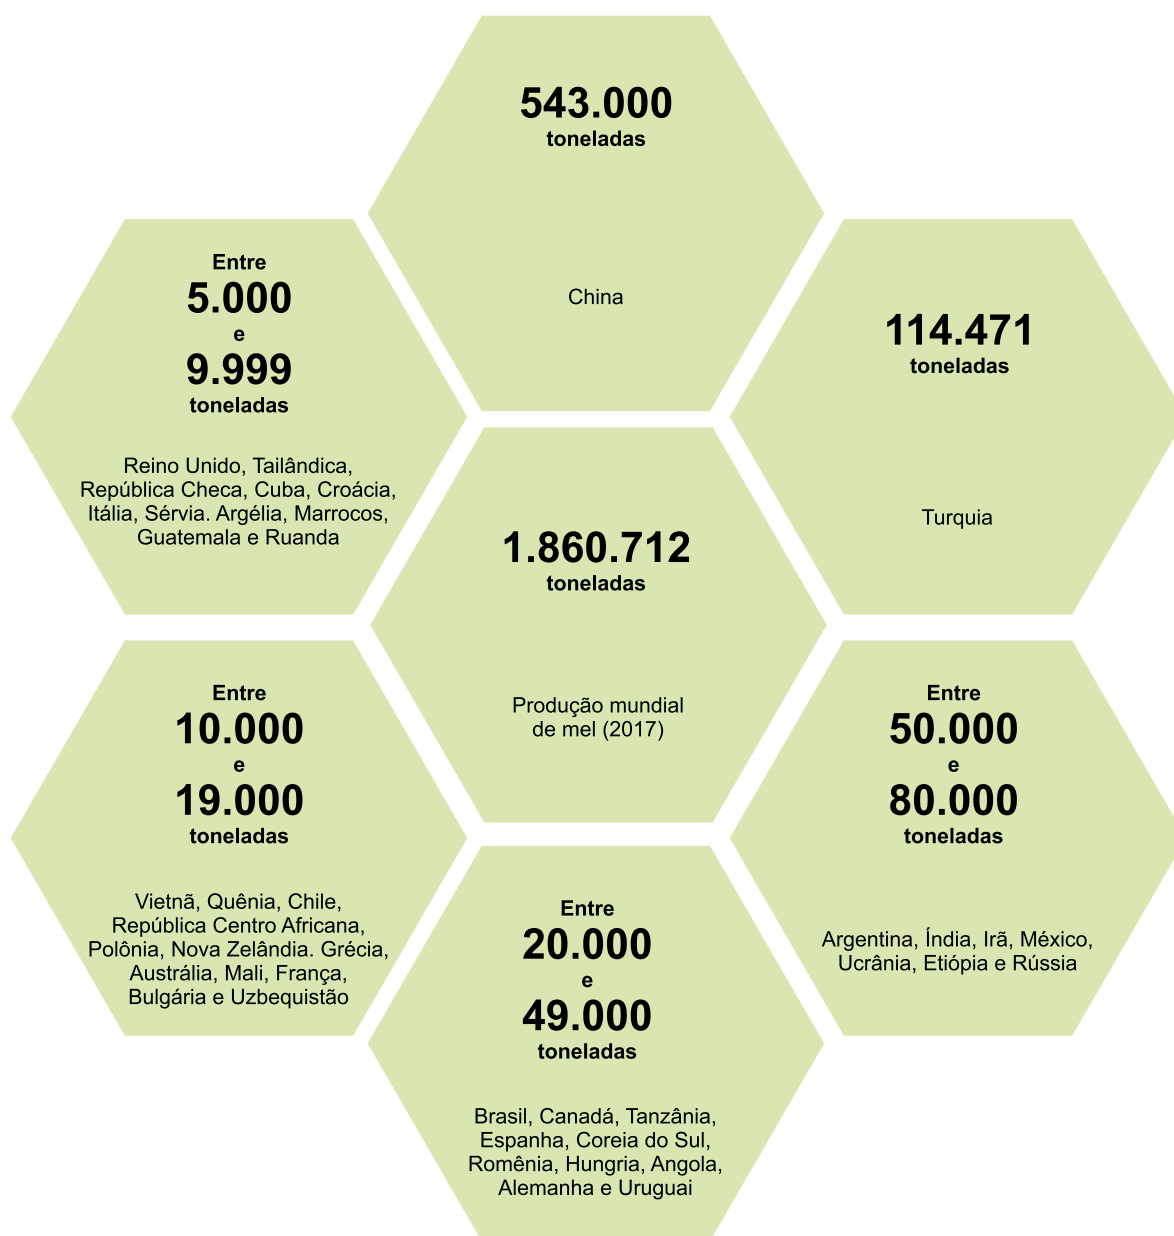 543.000
toneladas
China
Entre
5.000
e
9.999
toneladas
Reino Unido, Tailândica,
República Checa, Cuba, Croácia,
Itália, Sérvia. Argélia, Marrocos,
Guatemala e Ruanda
114.471
toneladas
Turquia
1.860.712
toneladas
Produção mundial
de mel (2017)
Entre
10.000
e
19.000
toneladas
Vietnã, Quênia, Chile,
República Centro Africana,
Polônia, Nova Zelândia. Grécia,
Austrália, Mali, França,
Bulgária e Uzbequistão
Entre
50.000
e
80.000
toneladas
Argentina, Índia, Irã, México,
Ucrânia, Etiópia e Rússia
Entre
20.000
e
49.000
toneladas
Brasil, Canadá, Tanzânia,
Espanha, Coreia do Sul,
Romênia, Hungria, Angola,
Alemanha e Uruguai